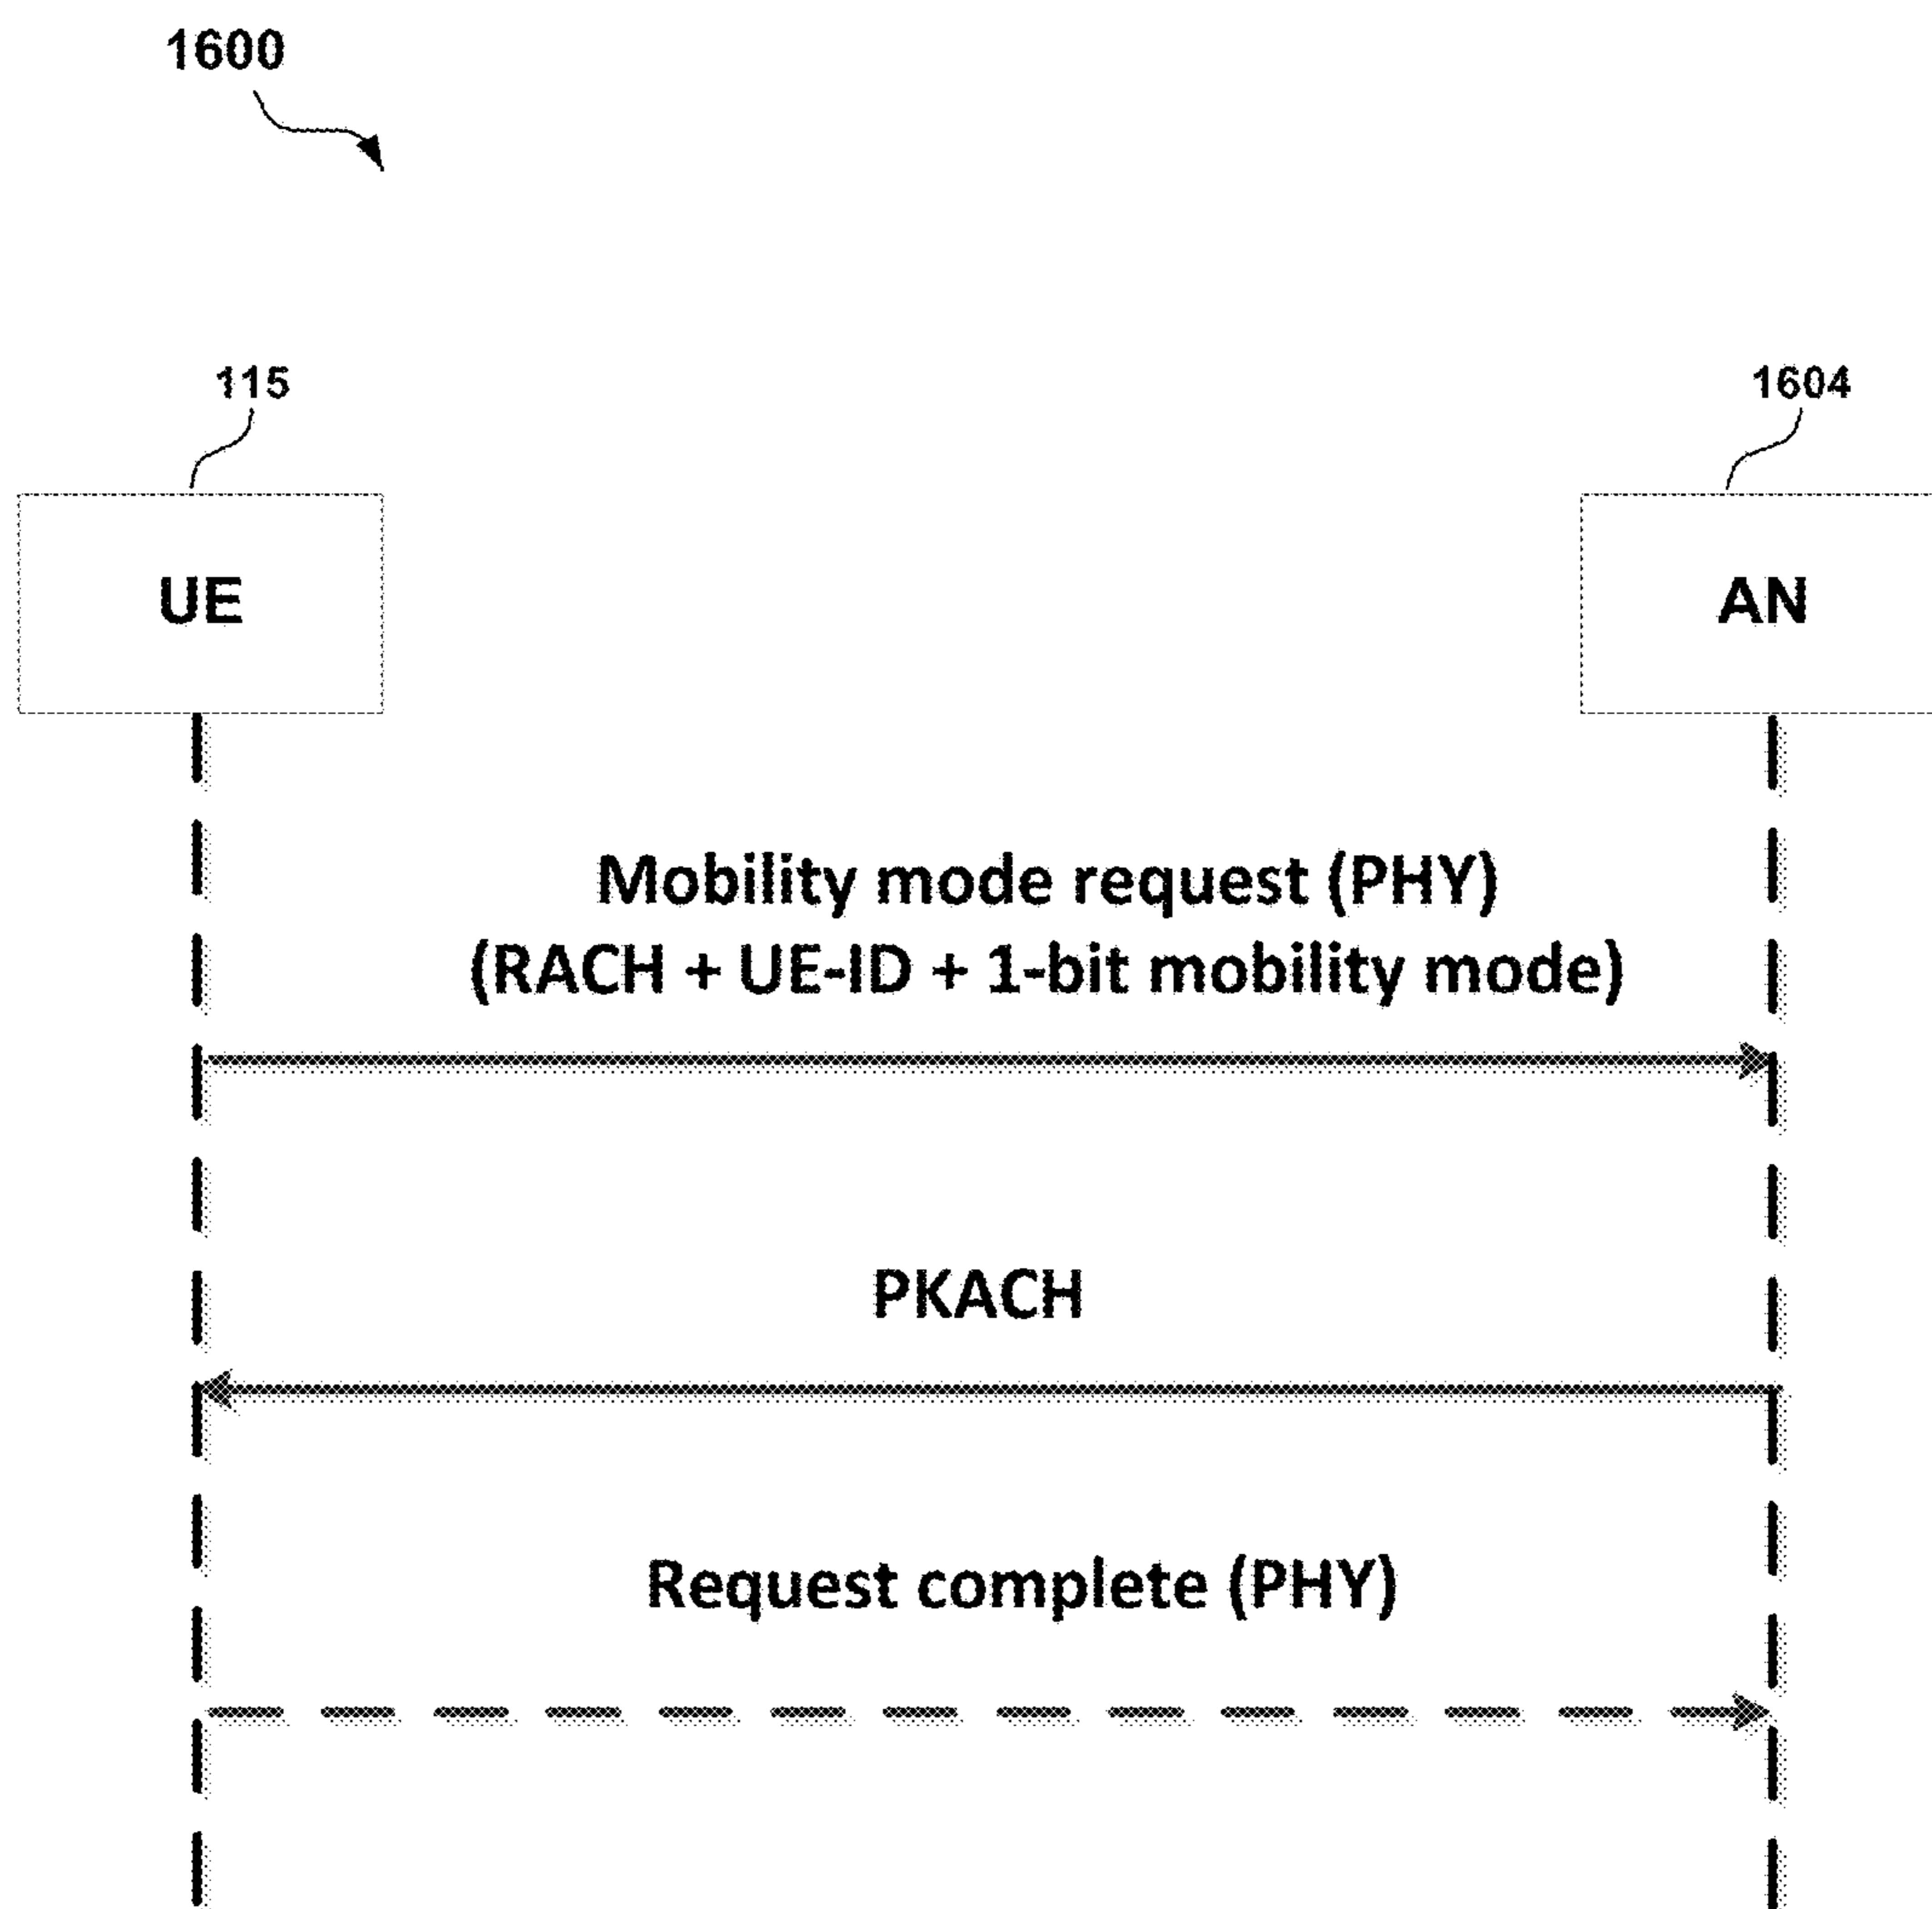 1600
115
1604
UE
AN
Mobility mode request (PHY)
(RACH + UE-ID + 1-bit mobility mode)
PKACH
Request complete (PHY)